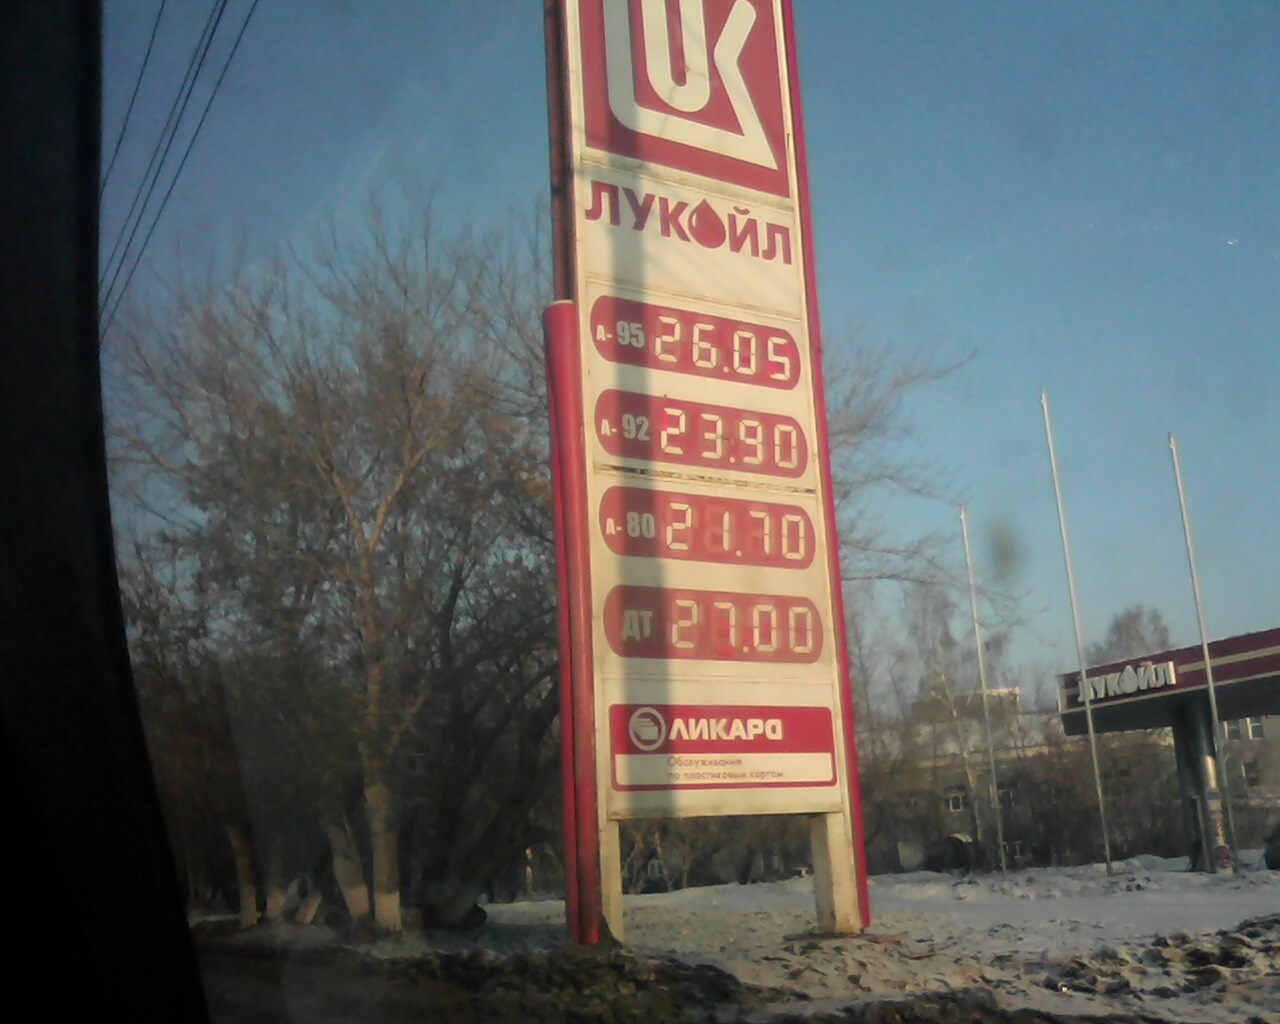 ЛУКОЙЛ
А-95 26.05
А-92 23.90
А-80 21.70
ДТ 27.00
ЛИКАРД
Обслуживание
по пластиковым картам
ЛУКОЙЛ